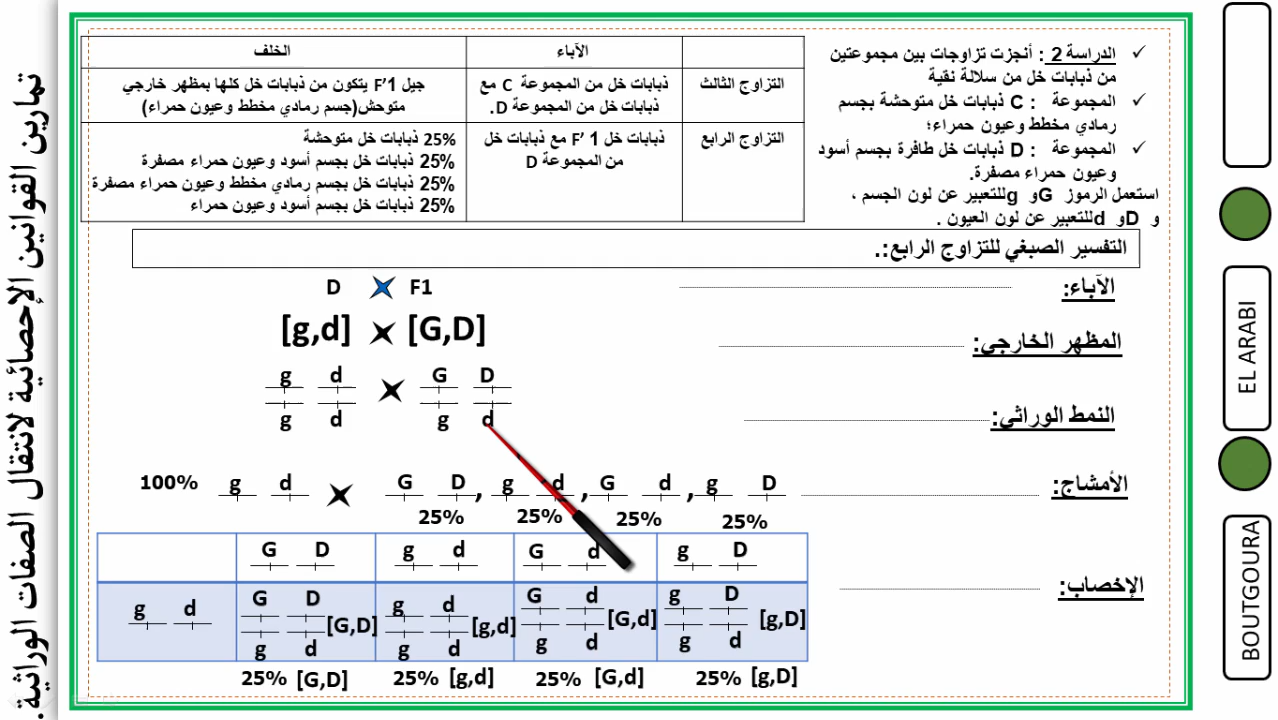 تمارين القوانين الإحصائية لانتقال الصفات الوراثية.
الدراسة 2 : أنجزت تزاوجات بين مجموعتين
من ذبابات خل من سلالة نقية
المجموعة C : ذبابات خل متوحشة بجسم
رمادي مخطط وعيون حمراء؛
المجموعة D : ذبابات خل طافرة بجسم أسود
وعيون حمراء مصفرة.
استعمل الرموز G و g للتعبير عن لون الجسم ،
و D و d للتعبير عن لون العيون .
الآباء
الخلف
التزاوج الثالث
ذبابات خل من المجموعة C مع
ذبابات خل من المجموعة D.
جيل F'1 يتكون من ذبابات خل كلها بمظهر خارجي
متوحش(جسم رمادي مخطط وعيون حمراء)
التزاوج الرابع
ذبابات خل F' 1 مع ذبابات خل
من المجموعة D
25% ذبابات خل متوحشة
25% ذبابات خل بجسم أسود وعيون حمراء مصفرة
25% ذبابات خل بجسم رمادي مخطط وعيون حمراء مصفرة
25% ذبابات خل بجسم أسود وعيون حمراء
التفسير الصبغي للتزاوج الرابع:.
الآباء:
D F1
المظهر الخارجي:
[g,d] [G,D]
النمط الوراثي:
g d G D
g d g d
الأمشاج:
100% g d G D , g d , G d , g D
25% 25% 25% 25%
الإخصاب:
G D g d G d g D
g d
G D [G,D] g d [g,d] G d [G,d] g D [g,D]
g d g d g d g d
25% [G,D] 25% [g,d] 25% [G,d] 25% [g,D]
EL ARABI
BOUTGOURA